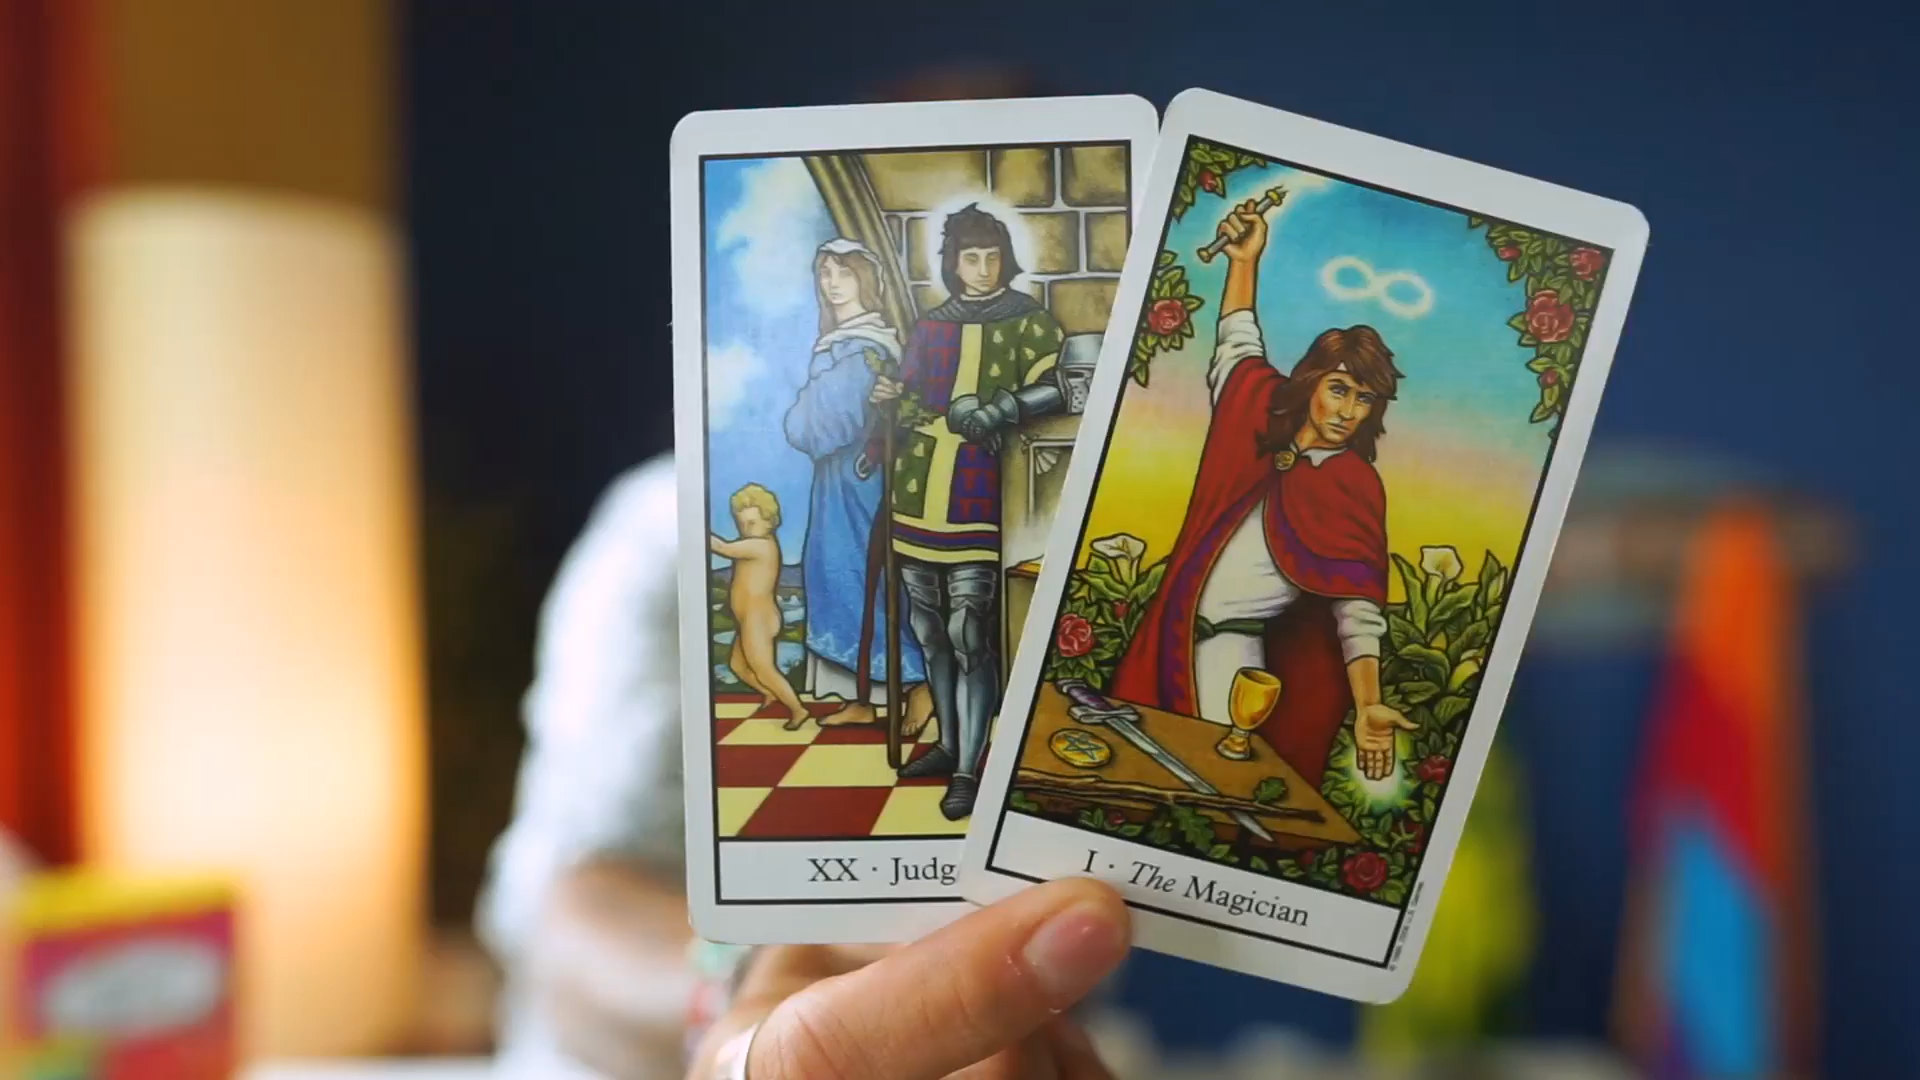 XX · Judg
I · The Magician